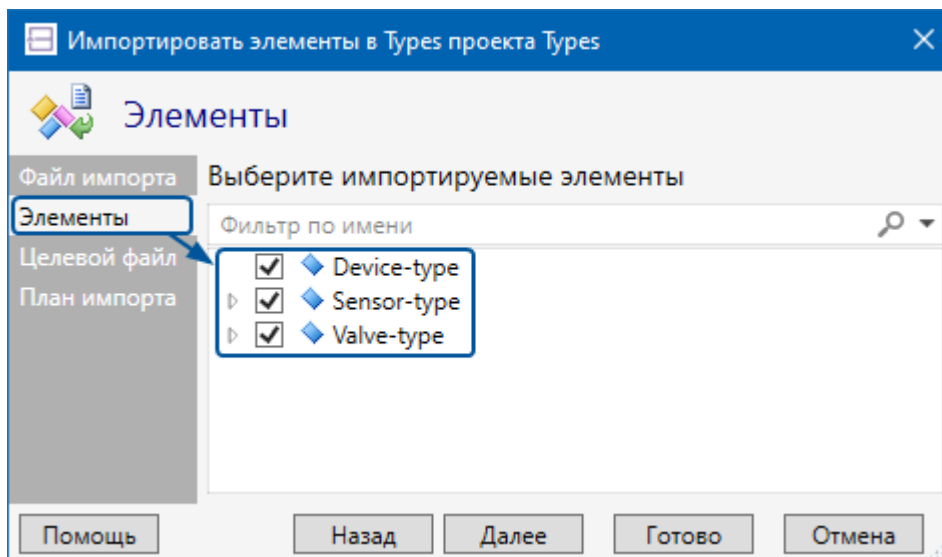 Импортировать элементы в Types проекта Types
Элементы
Файл импорта
Элементы
Целевой файл
План импорта
Выберите импортируемые элементы
Фильтр по имени
Device-type
Sensor-type
Valve-type
Помощь
Назад
Далее
Готово
Отмена